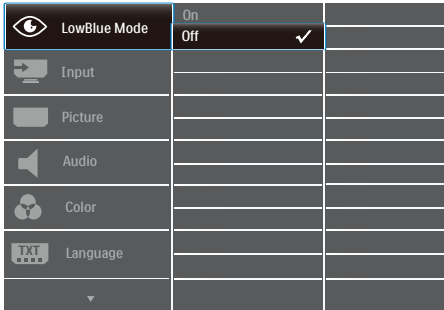 LowBlue Mode
On
Off
Input
Picture
Audio
Color
TXT
Language